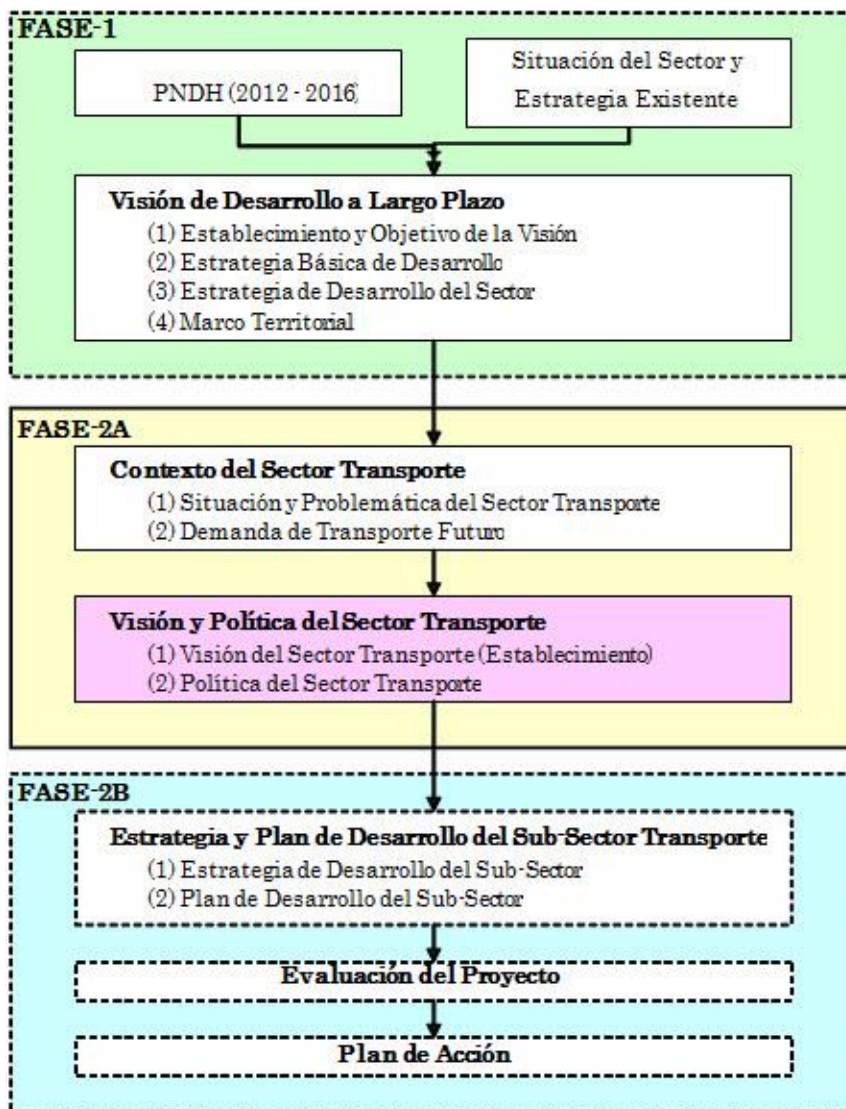 FASE-1
PNDH (2012 - 2016)
Situación del Sector y
Estrategia Existente
Visión de Desarrollo a Largo Plazo
(1) Establecimiento y Objetivo de la Visión
(2) Estrategia Básica de Desarrollo
(3) Estrategia de Desarrollo del Sector
(4) Marco Territorial
FASE-2A
Contexto del Sector Transporte
(1) Situación y Problemática del Sector Transporte
(2) Demanda de Transporte Futuro
Visión y Política del Sector Transporte
(1) Visión del Sector Transporte (Establecimiento)
(2) Política del Sector Transporte
FASE-2B
Estrategia y Plan de Desarrollo del Sub-Sector Transporte
(1) Estrategia de Desarrollo del Sub-Sector
(2) Plan de Desarrollo del Sub-Sector
Evaluación del Proyecto
Plan de Acción